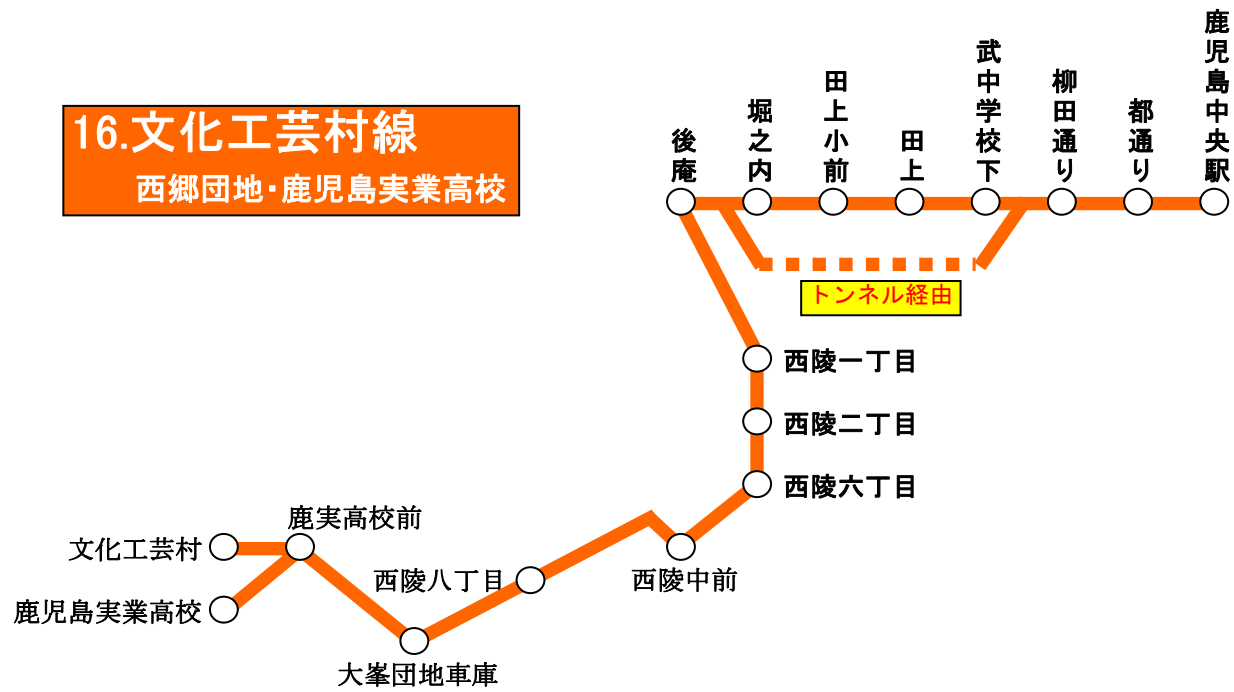 16.文化工芸村線
西郷団地・鹿児島実業高校
後庵
堀之内
田上小前
田上
武中学校下
柳田通り
都通り
鹿児島中央駅
トンネル経由
西陵一丁目
西陵二丁目
西陵六丁目
西陵中前
西陵八丁目
大峯団地車庫
鹿実高校前
文化工芸村
鹿児島実業高校